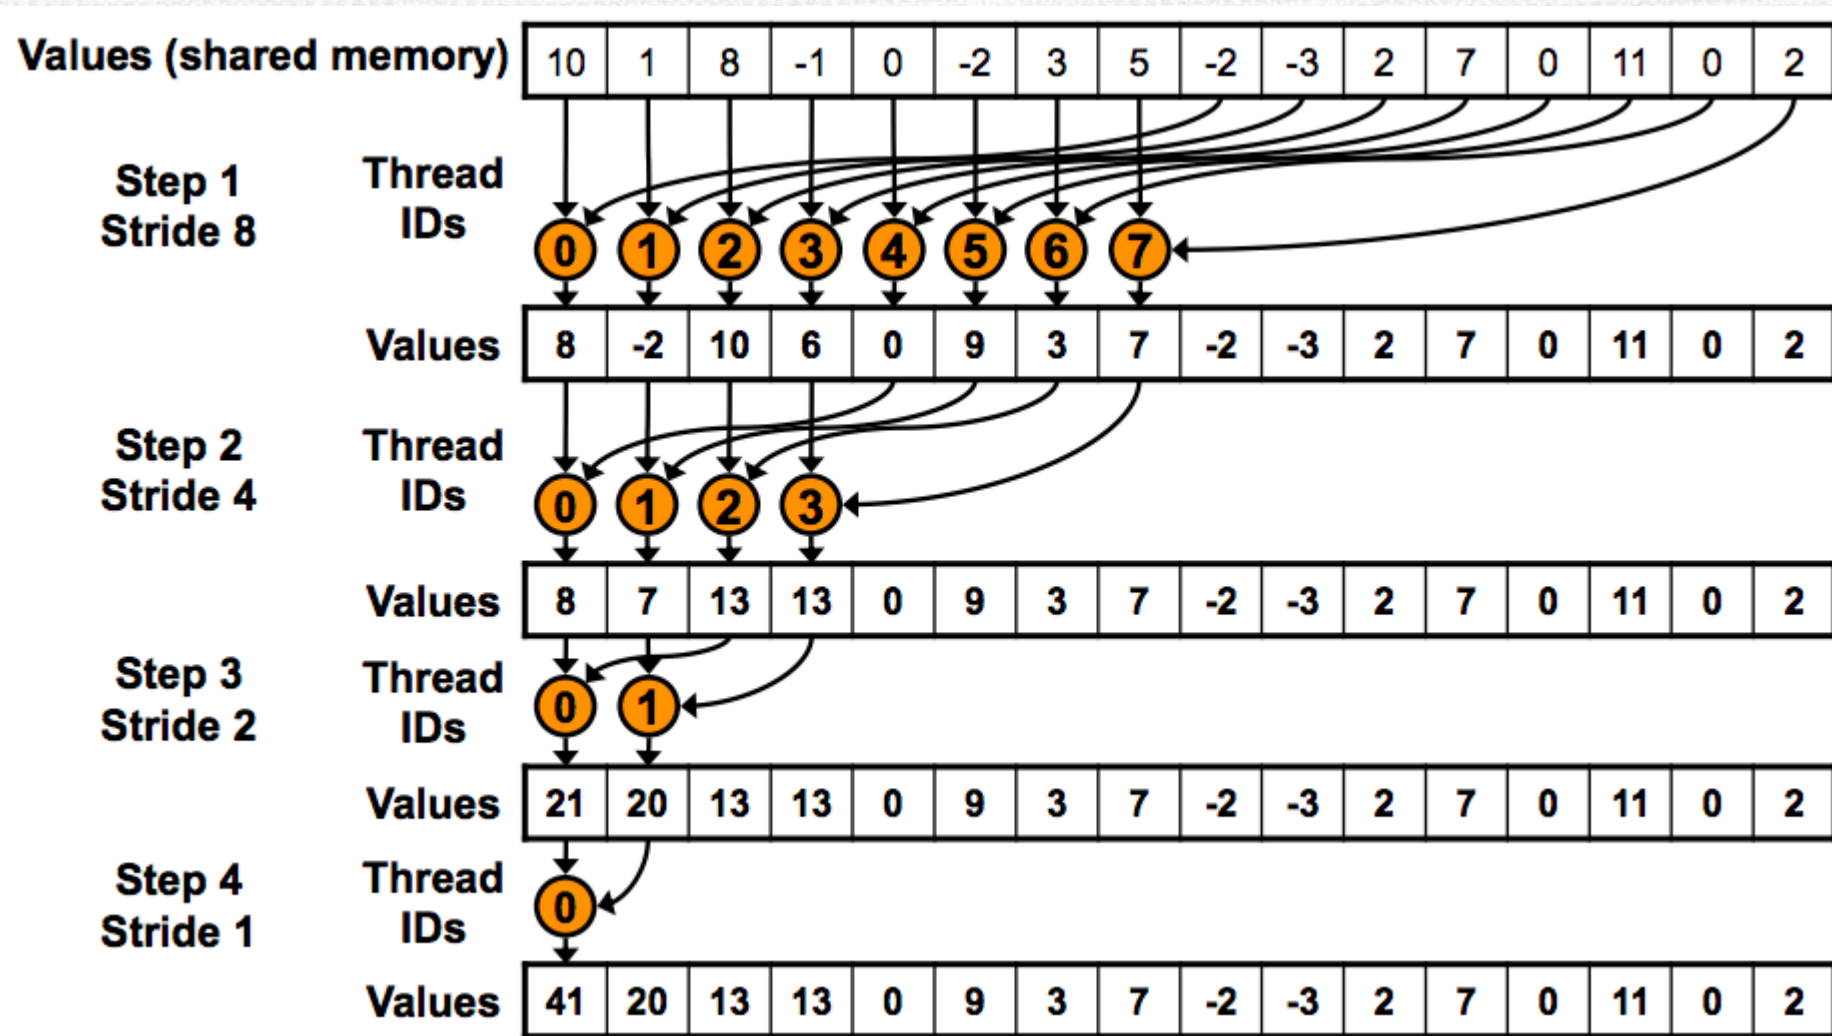 Values (shared memory) 10 1 8 -1 0 -2 3 5 -2 -3 2 7 0 11 0 2
Step 1 Thread
Stride 8 IDs
0 1 2 3 4 5 6 7
Values 8 -2 10 6 0 9 3 7 -2 -3 2 7 0 11 0 2
Step 2 Thread
Stride 4 IDs
0 1 2 3
Values 8 7 13 13 0 9 3 7 -2 -3 2 7 0 11 0 2
Step 3 Thread
Stride 2 IDs
0 1
Values 21 20 13 13 0 9 3 7 -2 -3 2 7 0 11 0 2
Step 4 Thread
Stride 1 IDs
0
Values 41 20 13 13 0 9 3 7 -2 -3 2 7 0 11 0 2